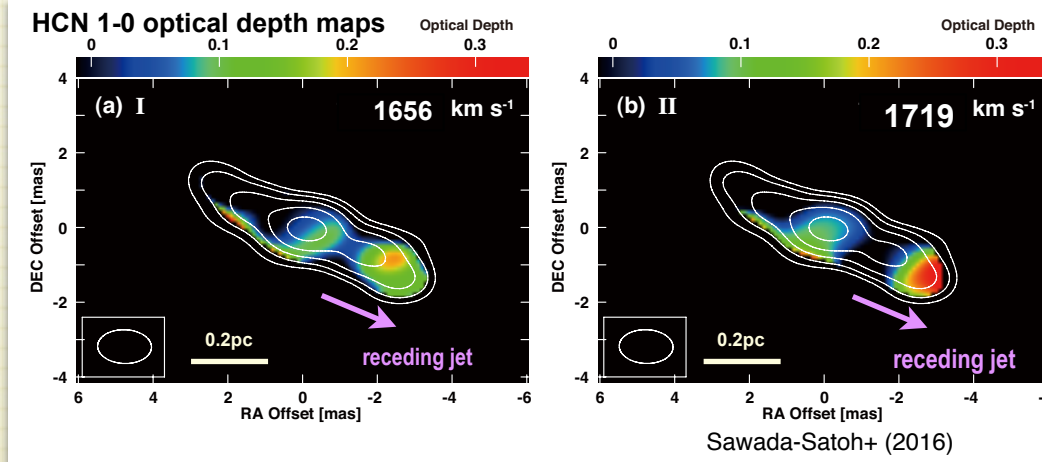 HCN 1-0 optical depth maps
Optical Depth
0 0.1 0.2 0.3
(a) I
1656 km s-1
4
2
0
-2
-4
DEC Offset [mas]
0.2pc
receding jet
6 4 2 0 -2 -4 -6
RA Offset [mas]
Optical Depth
0 0.1 0.2 0.3
(b) II
1719 km s-1
4
2
0
-2
-4
DEC Offset [mas]
0.2pc
receding jet
6 4 2 0 -2 -4
RA Offset [mas]
Sawada-Satoh+ (2016)